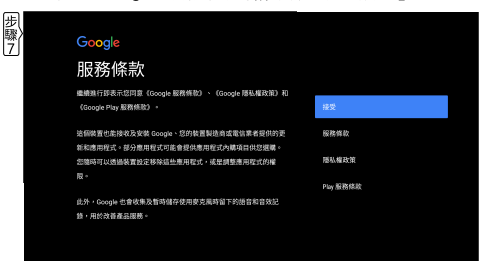 步驟7
Google
服務條款
繼續進行即表示您同意《Google 服務條款》、《Google 隱私權政策》和
《Google Play 服務條款》。
這個裝置也能接收及安裝 Google、您的裝置製造商或電信業者提供的更
新和應用程式。部分應用程式可能會提供應用程式內購項目供您選購。
您隨時可以透過裝置設定移除這些應用程式，或是調整應用程式的權
限。
此外，Google 也會收集及暫時儲存使用麥克風時留下的語音和音效記
錄，用於改善產品服務。
接受
服務條款
隱私權政策
Play 服務條款